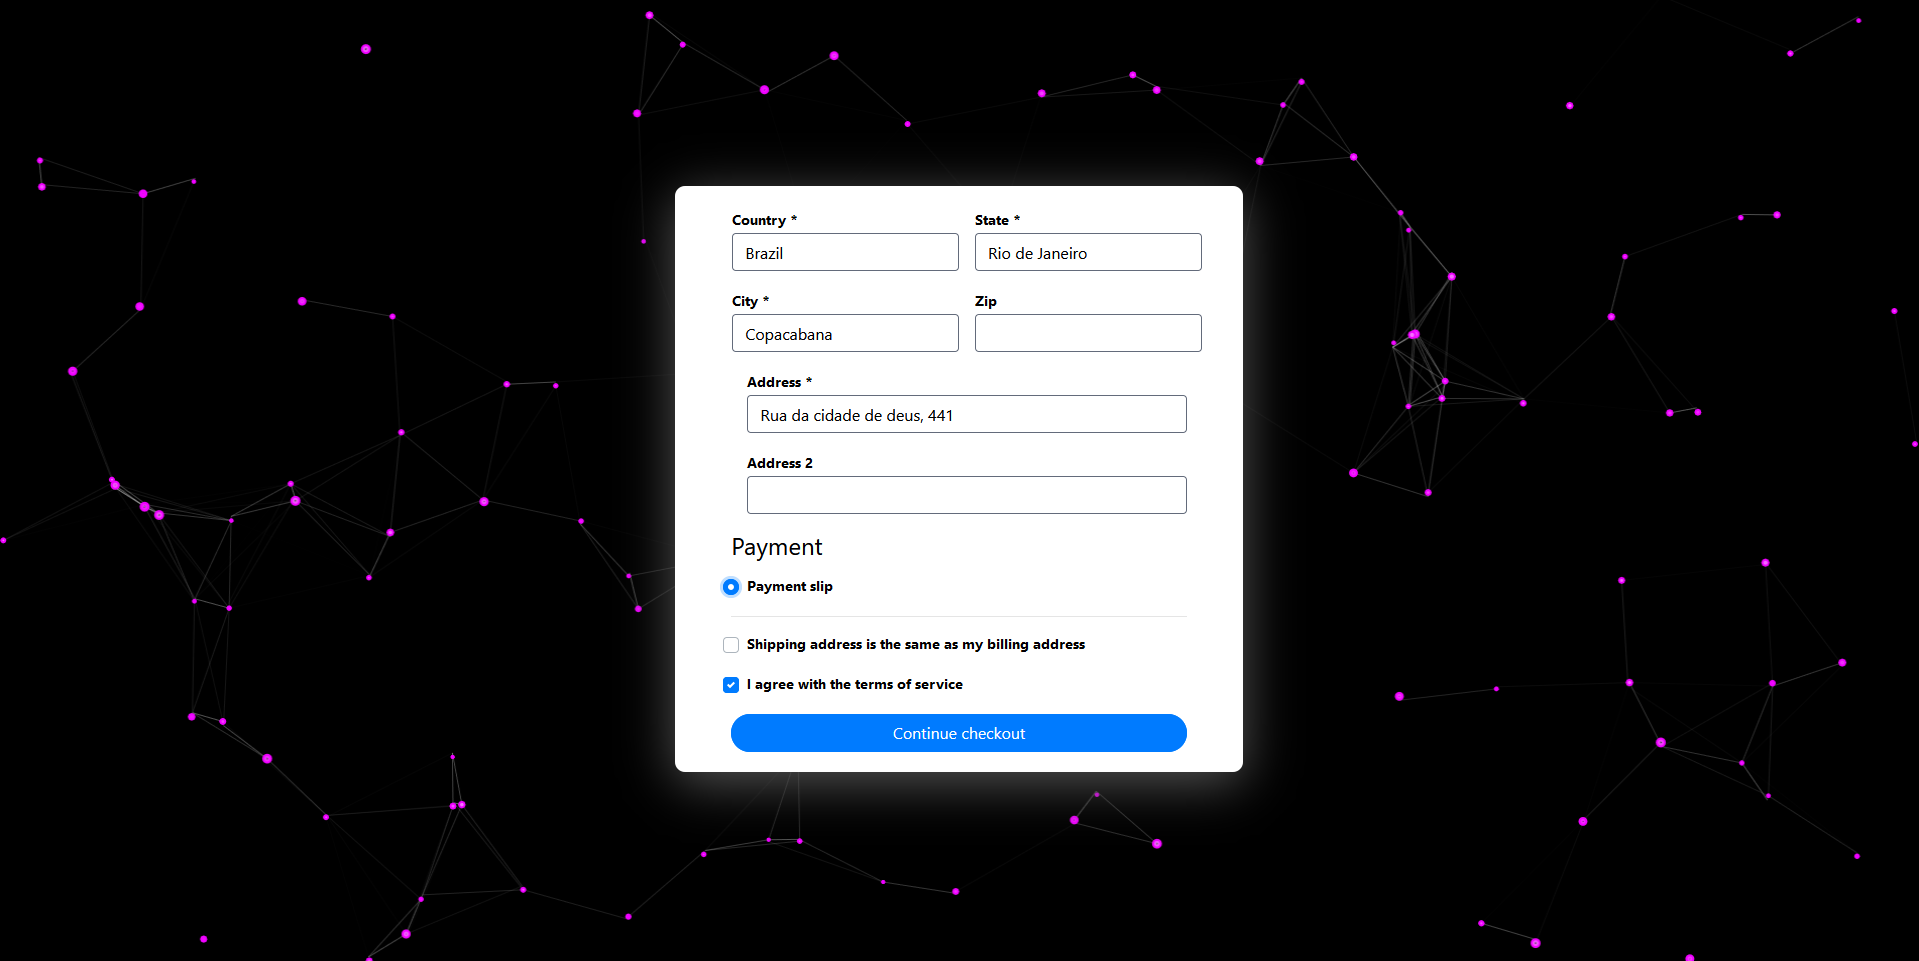 Country * State *
Brazil Rio de Janeiro
City * Zip
Copacabana
Address *
Rua da cidade de deus, 441
Address 2
Payment
Payment slip
Shipping address is the same as my billing address
I agree with the terms of service
Continue checkout